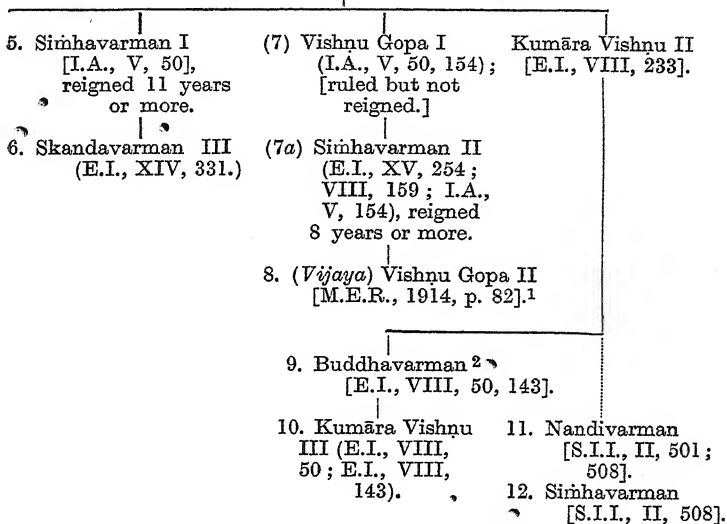 5. Siṁhavarman I
[I.A., V, 50],
reigned 11 years
or more.
6. Skandavarman III
(E.I., XIV, 331.)
(7) Vishṇu Gopa I
(I.A., V, 50, 154);
[ruled but not
reigned.]
(7a) Siṁhavarman II
(E.I., XV, 254;
VIII, 159; I.A.,
V, 154), reigned
8 years or more.
8. (Vijaya) Vishṇu Gopa II
[M.E.R., 1914, p. 82].1
Kumāra Vishṇu II
[E.I., VIII, 233].
9. Buddhavarman 2
[E.I., VIII, 50, 143].
10. Kumāra Vishṇu
III (E.I., VIII,
50; E.I., VIII,
143).
11. Nandivarman
[S.I.I., II, 501;
508].
12. Siṁhavarman
[S.I.I., II, 508].